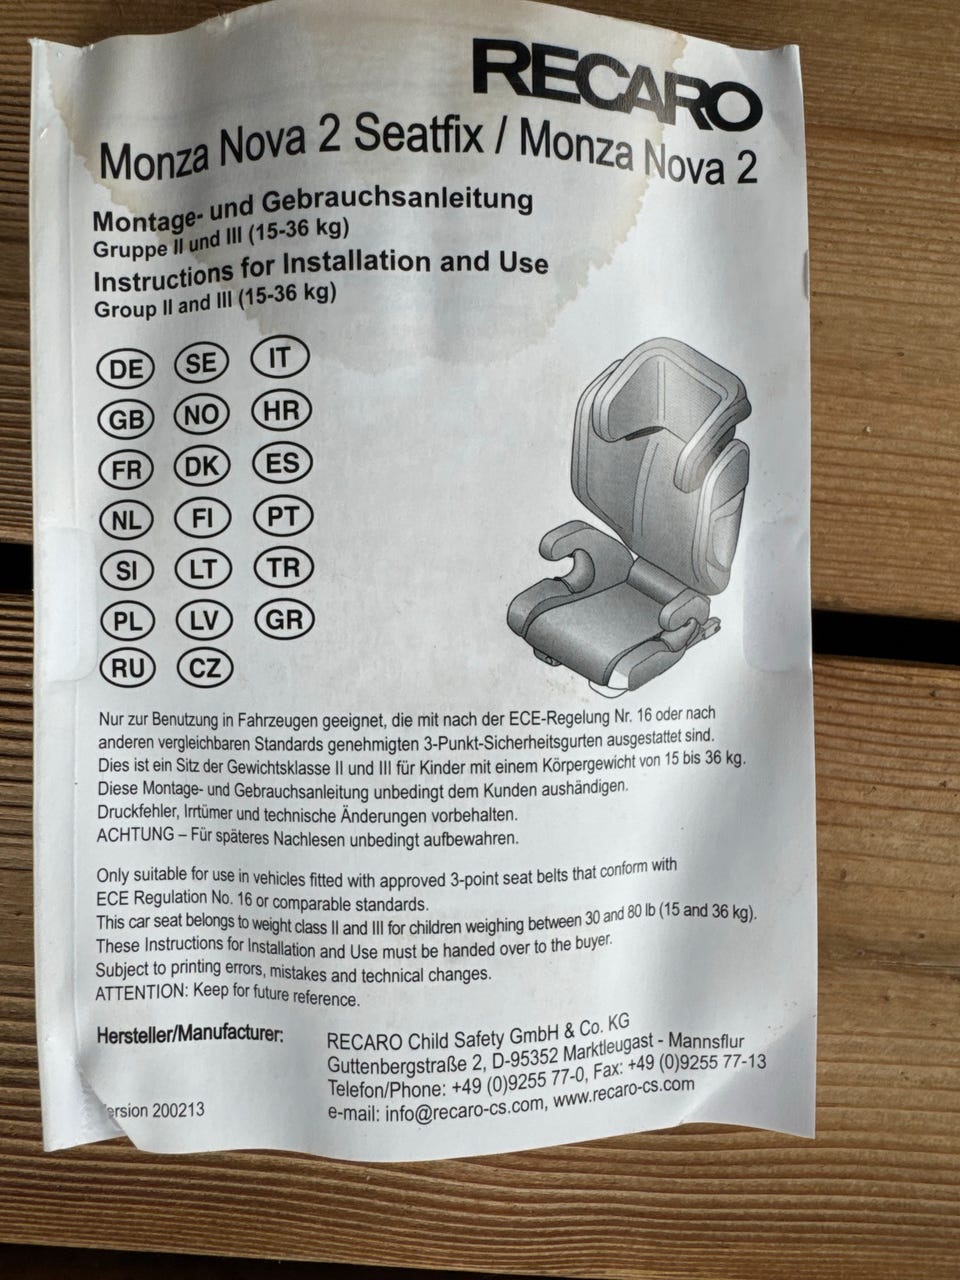 RECARO
Monza Nova 2 Seatfix / Monza Nova 2
Montage- und Gebrauchsanleitung
Gruppe II und III (15-36 kg)
Instructions for Installation and Use
Group II and III (15-36 kg)
DE SE IT
GB NO HR
FR DK ES
NL FI PT
SI LT TR
PL LV GR
RU CZ
Nur zur Benutzung in Fahrzeugen geeignet, die mit nach der ECE-Regelung Nr. 16 oder nach
anderen vergleichbaren Standards genehmigten 3-Punkt-Sicherheitsgurten ausgestattet sind.
Dies ist ein Sitz der Gewichtsklasse II und III für Kinder mit einem Körpergewicht von 15 bis 36 kg.
Diese Montage- und Gebrauchsanleitung unbedingt dem Kunden aushändigen.
Druckfehler, Irrtümer und technische Änderungen vorbehalten.
ACHTUNG – Für späteres Nachlesen unbedingt aufbewahren.
Only suitable for use in vehicles fitted with approved 3-point seat belts that conform with
ECE Regulation No. 16 or comparable standards.
This car seat belongs to weight class II and III for children weighing between 30 and 80 lb (15 and 36 kg).
These Instructions for Installation and Use must be handed over to the buyer.
Subject to printing errors, mistakes and technical changes.
ATTENTION: Keep for future reference.
Hersteller/Manufacturer: RECARO Child Safety GmbH & Co. KG
Guttenbergstraße 2, D-95352 Marktleugast - Mannsflur
Telefon/Phone: +49 (0)9255 77-0, Fax: +49 (0)9255 77-13
ersion 200213 e-mail: info@recaro-cs.com, www.recaro-cs.com